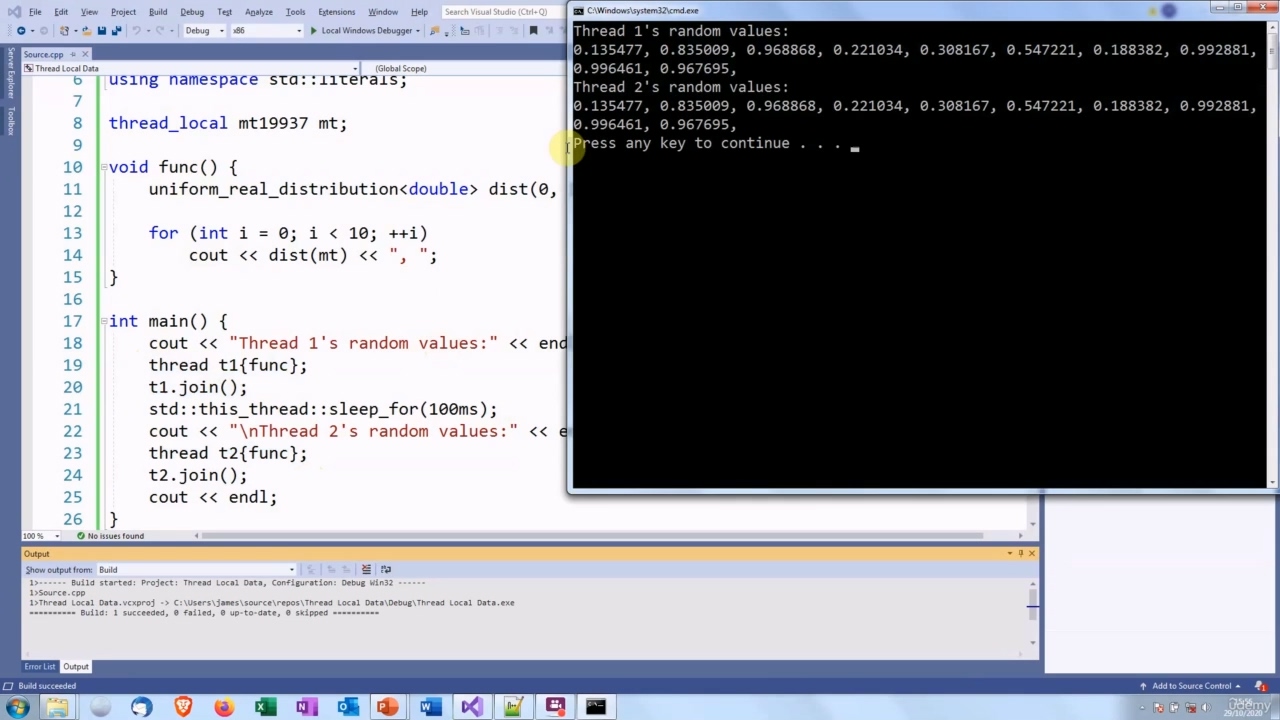 File Edit View Project Build Debug Test Analyze Tools Extensions Window Help Search Visual Studio (Ctrl+Q)
Debug x86 Local Windows Debugger
Source.cpp
Thread Local Data (Global Scope)
Server Explorer
Toolbox
6 using namespace std::literals;
7
8 thread_local mt19937 mt;
9
10 void func() {
11 uniform_real_distribution<double> dist(0,
12
13 for (int i = 0; i < 10; ++i)
14 cout << dist(mt) << ", ";
15 }
16
17 int main() {
18 cout << "Thread 1's random values:" << end
19 thread t1{func};
20 t1.join();
21 std::this_thread::sleep_for(100ms);
22 cout << "\nThread 2's random values:" << e
23 thread t2{func};
24 t2.join();
25 cout << endl;
26 }
100 % No issues found
C:\Windows\system32\cmd.exe
Thread 1's random values:
0.135477, 0.835009, 0.968868, 0.221034, 0.308167, 0.547221, 0.188382, 0.992881,
0.996461, 0.967695,
Thread 2's random values:
0.135477, 0.835009, 0.968868, 0.221034, 0.308167, 0.547221, 0.188382, 0.992881,
0.996461, 0.967695,
Press any key to continue . . . _
Output
Show output from: Build
1>------ Build started: Project: Thread Local Data, Configuration: Debug Win32 ------
1>Source.cpp
1>Thread Local Data.vcxproj -> C:\Users\james\source\repos\Thread Local Data\Debug\Thread Local Data.exe
========== Build: 1 succeeded, 0 failed, 0 up-to-date, 0 skipped ==========
Error List Output
Build succeeded Add to Source Control
29/10/2020